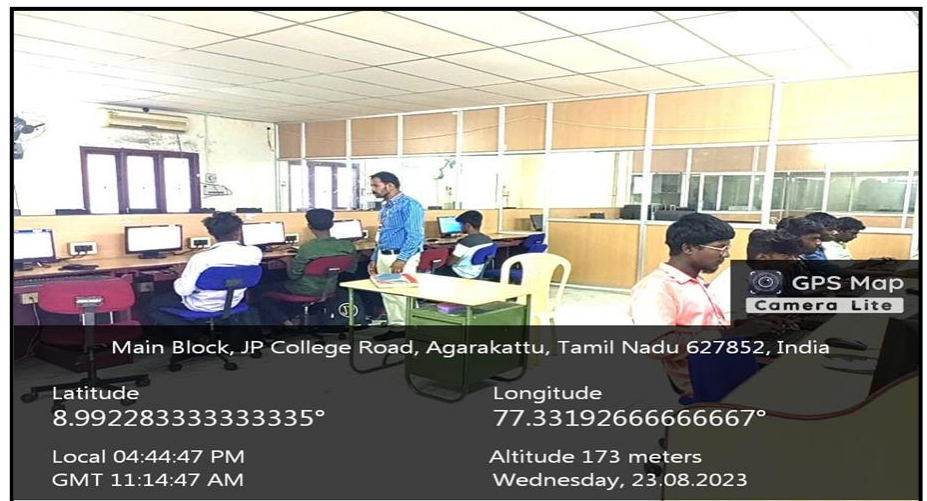 GPS Map
Camera Lite
Main Block, JP College Road, Agarakattu, Tamil Nadu 627852, India
Latitude
8.992283333333335°
Longitude
77.33192666666667°
Local 04:44:47 PM
GMT 11:14:47 AM
Altitude 173 meters
Wednesday, 23.08.2023